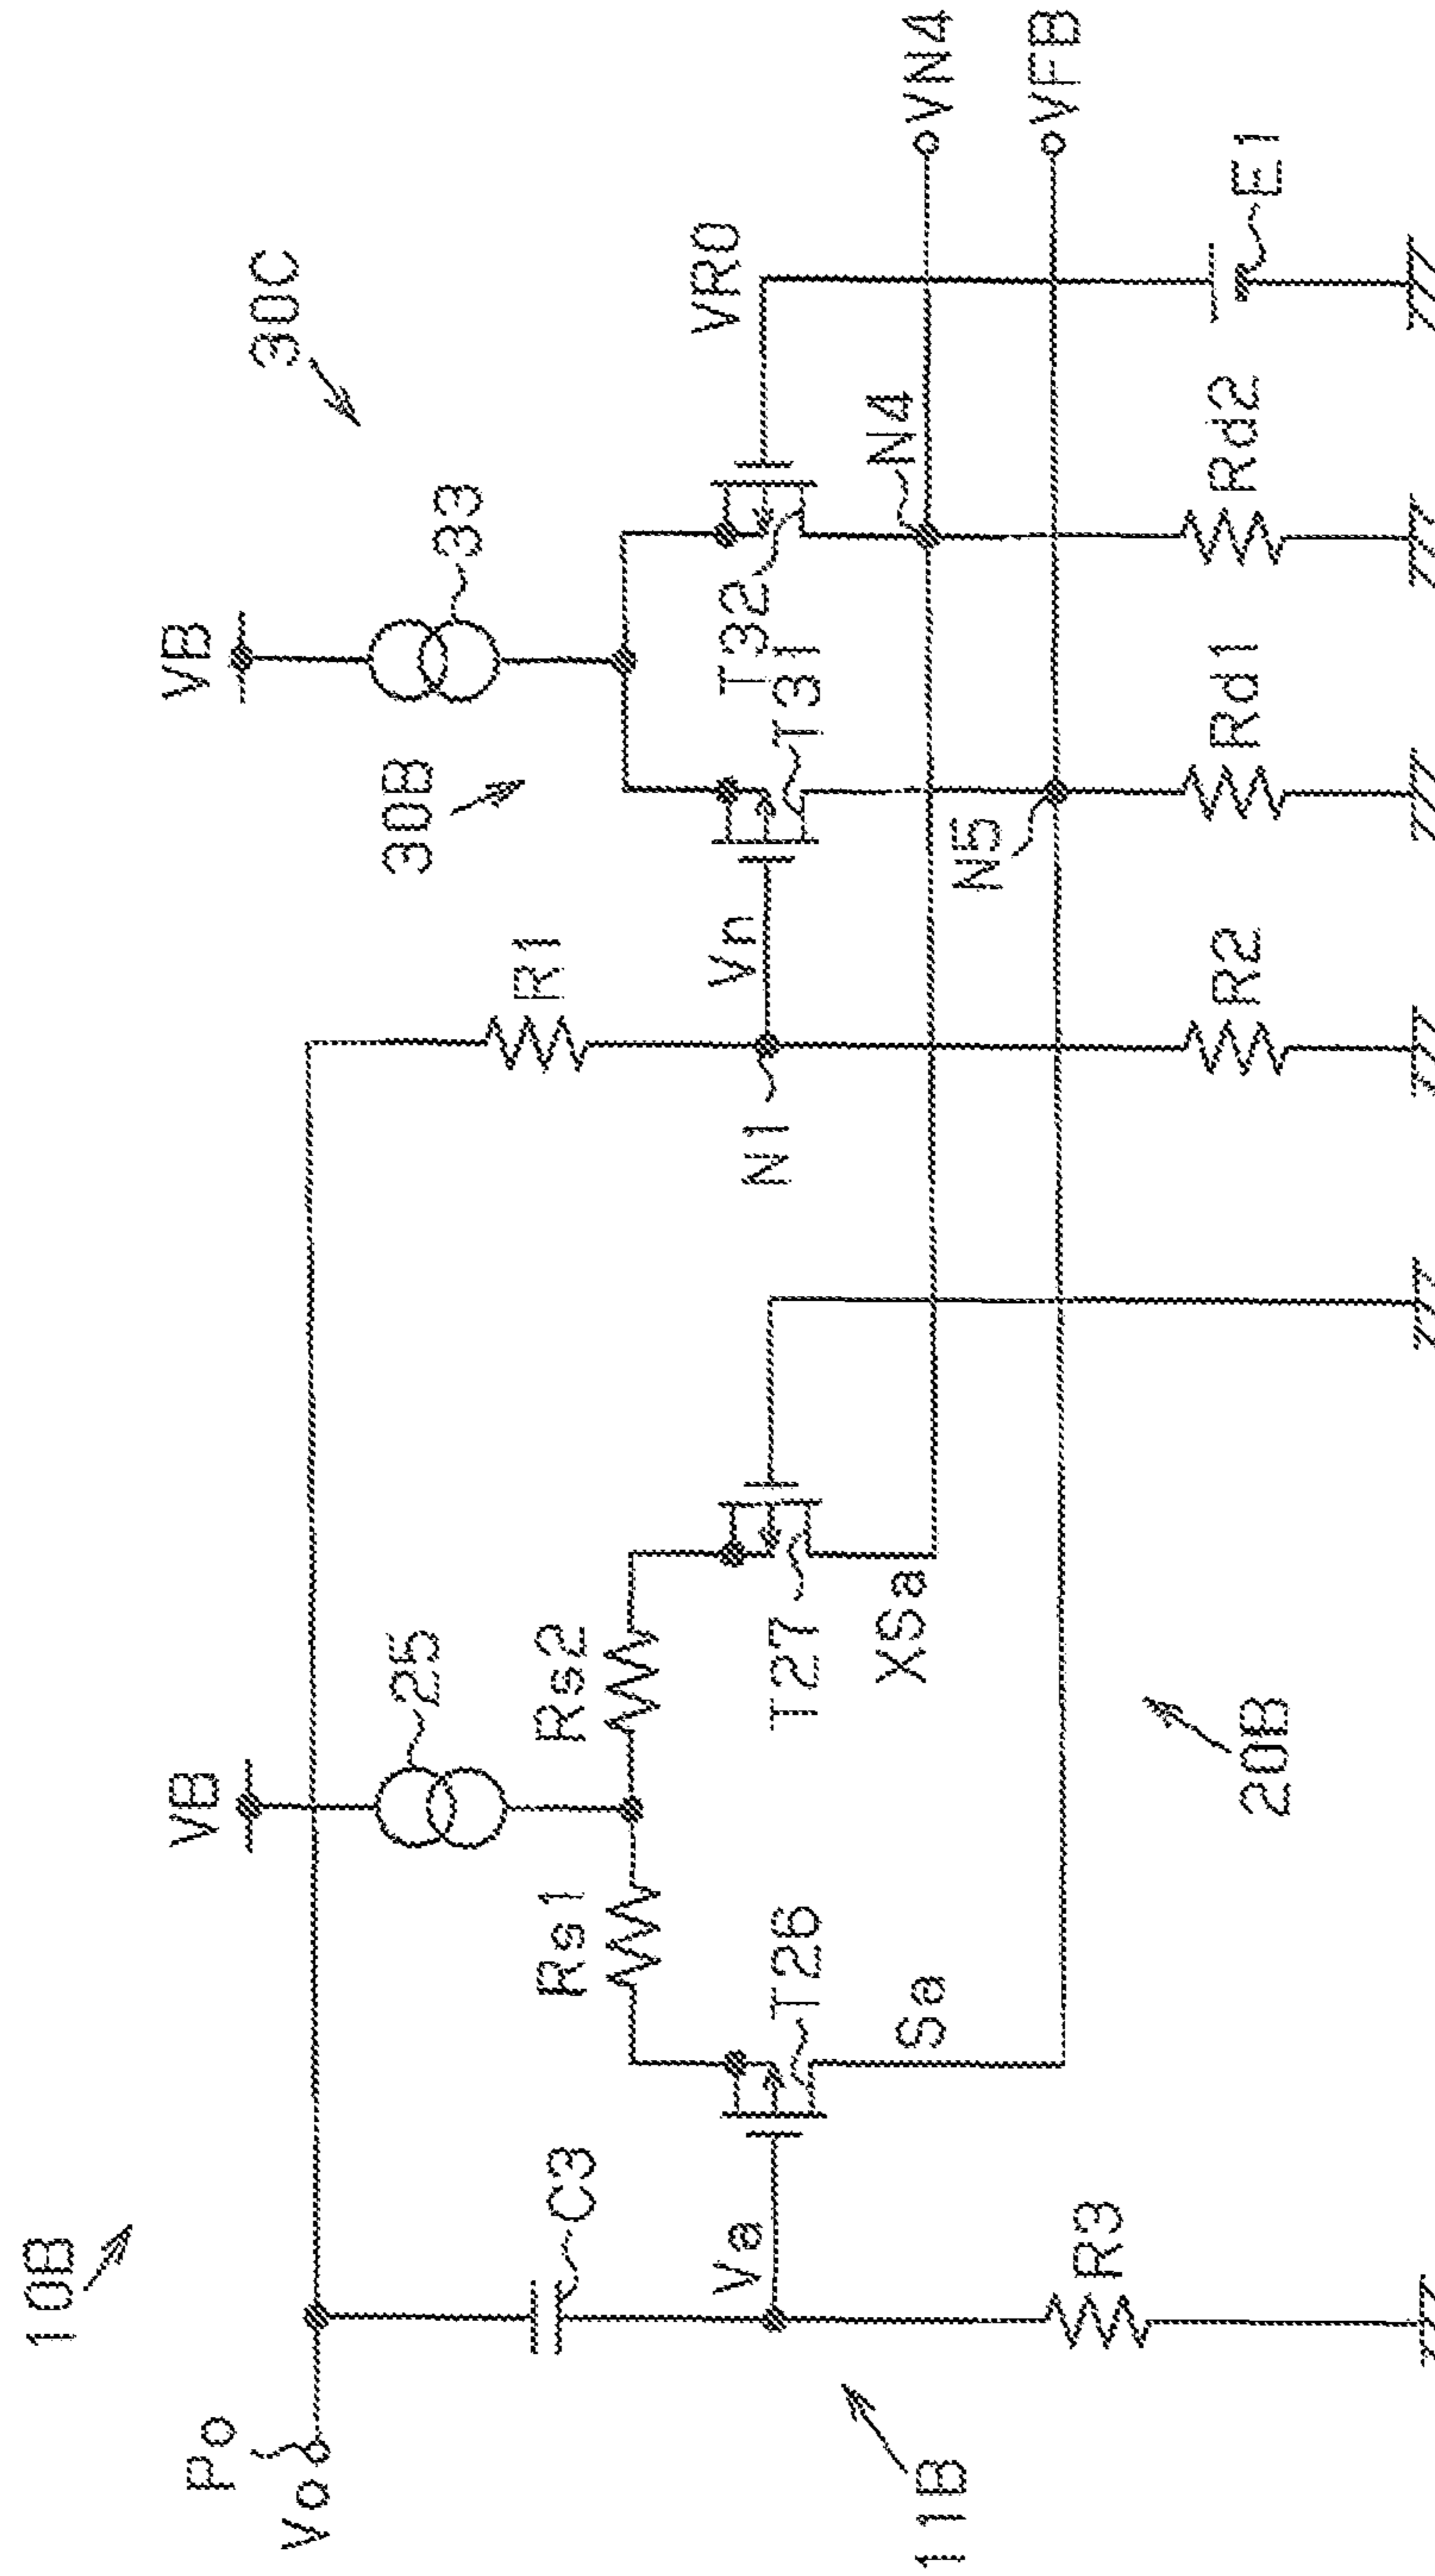 10B
Po
Vo
VB
25
Rs1
Rs2
C3
Va
T26
Sa
T27
XSa
R3
11B
20B
30C
VB
33
30B
R1
Vn
N1
T31
T32
VR0
N4
N5
VN4
VFB
R2
Rd1
Rd2
E1